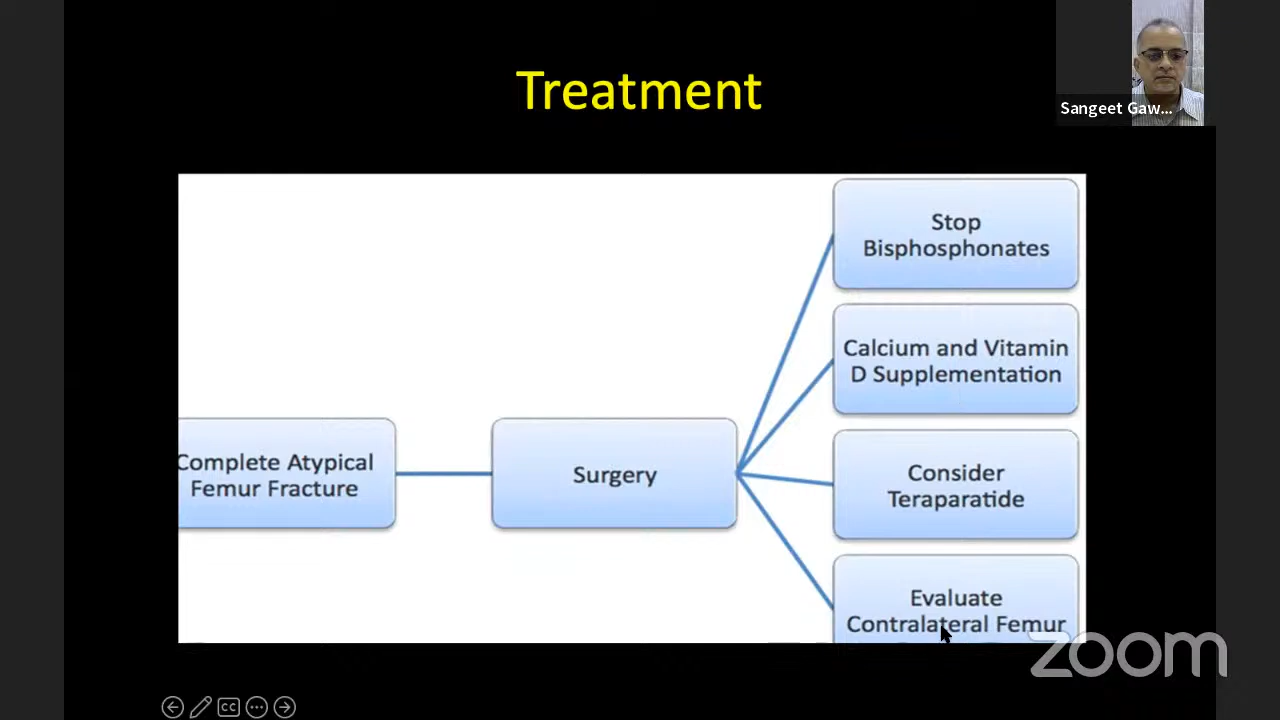 Treatment
Sangeet Gaw...
Stop
Bisphosphonates
Calcium and Vitamin
D Supplementation
Complete Atypical
Femur Fracture
Surgery
Consider
Teraparatide
Evaluate
Contralateral Femur
CC
zoom